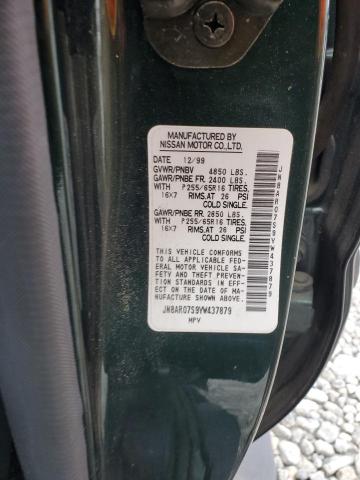 MANUFACTURED BY
NISSAN MOTOR CO.,LTD.
DATE 12/99
GVWR/PNBV 4850 LBS.
GAWR/PNBE FR. 2400 LBS.
WITH P255/65R16 TIRES,
16X7 RIMS,AT 26 PSI
COLD SINGLE.
GAWR/PNBE RR. 2850 LBS.
WITH P255/65R16 TIRES,
16X7 RIMS,AT 26 PSI
COLD SINGLE.
THIS VEHICLE CONFORMS
TO ALL APPLICABLE FED-
ERAL MOTOR VEHICLE SA-
FETY AND THEFT PREVEN-
TION STANDARDS IN EFF-
ECT ON THE DATE OF MA-
NUFACTURE SHOWN ABOVE.
JN8AR07S9YW437879
MPV
JN8AR07S9YW437879